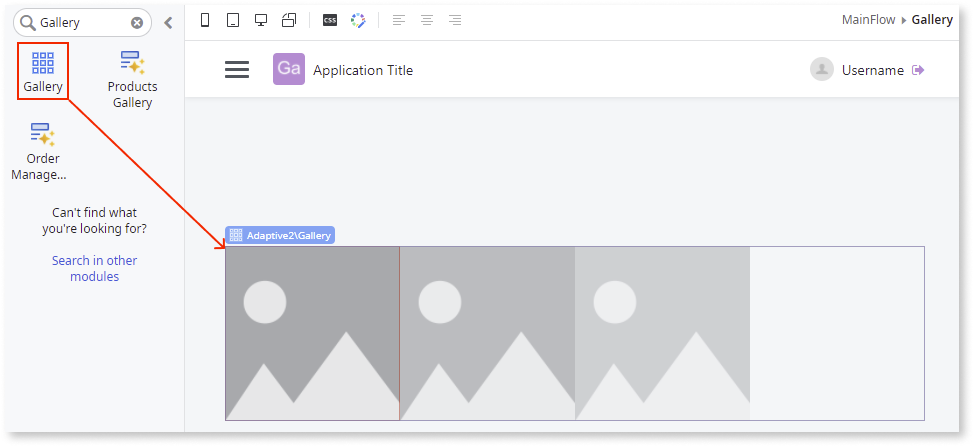 Gallery
CSS
MainFlow Gallery
Gallery
Products
Gallery
Order
Manage...
Can't find what
you're looking for?
Search in other
modules
Ga Application Title
Username
Adaptive2\Gallery